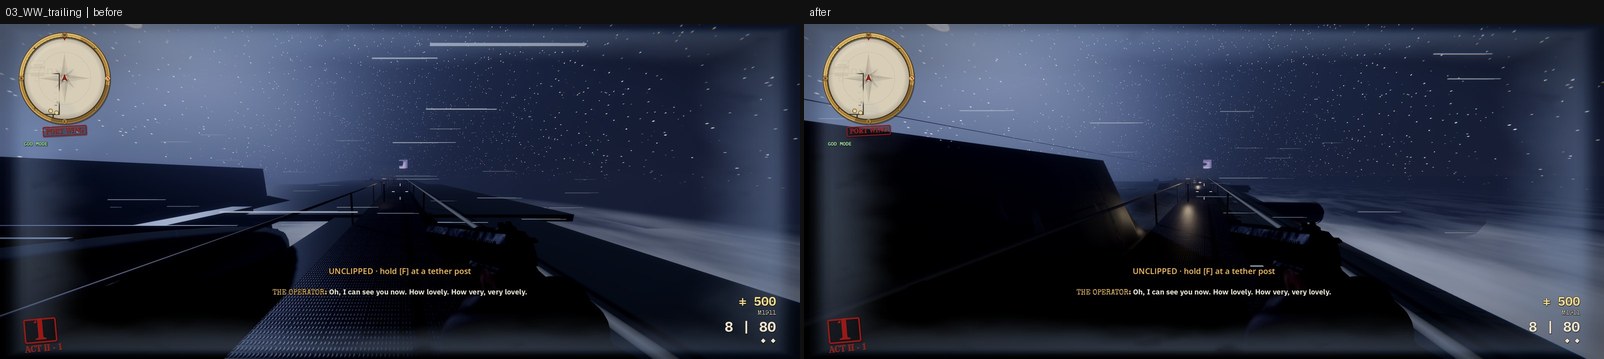 03_WW_trailing | before
after
GOD MODE
UNCLIPPED · hold [F] at a tether post
THE OPERATOR: Oh, I can see you now. How lovely. How very, very lovely.
500
M1911
8 | 80
T
ACT II - 1
PORT WING
GOD MODE
UNCLIPPED · hold [F] at a tether post
THE OPERATOR: Oh, I can see you now. How lovely. How very, very lovely.
500
M1911
8 | 80
T
ACT II - 1